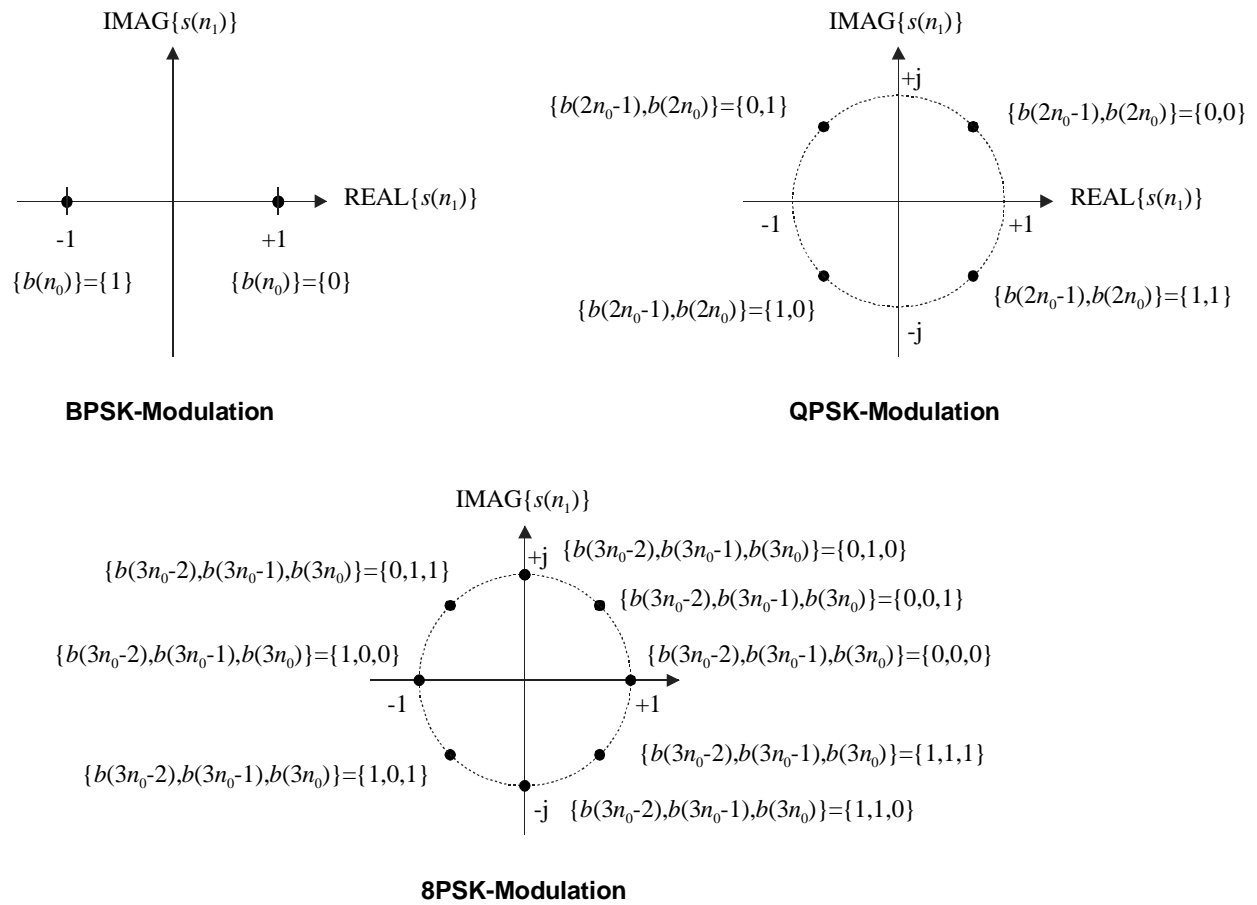 IMAG{s(n₁)}
REAL{s(n₁)}
-1
+1
{b(n₀)}={1}
{b(n₀)}={0}
BPSK-Modulation
IMAG{s(n₁)}
+j
{b(2n₀-1),b(2n₀)}={0,1}
{b(2n₀-1),b(2n₀)}={0,0}
REAL{s(n₁)}
-1
+1
{b(2n₀-1),b(2n₀)}={1,0}
{b(2n₀-1),b(2n₀)}={1,1}
-j
QPSK-Modulation
IMAG{s(n₁)}
+j
{b(3n₀-2),b(3n₀-1),b(3n₀)}={0,1,0}
{b(3n₀-2),b(3n₀-1),b(3n₀)}={0,1,1}
{b(3n₀-2),b(3n₀-1),b(3n₀)}={0,0,1}
{b(3n₀-2),b(3n₀-1),b(3n₀)}={1,0,0}
{b(3n₀-2),b(3n₀-1),b(3n₀)}={0,0,0}
-1
+1
{b(3n₀-2),b(3n₀-1),b(3n₀)}={1,1,1}
{b(3n₀-2),b(3n₀-1),b(3n₀)}={1,0,1}
-j
{b(3n₀-2),b(3n₀-1),b(3n₀)}={1,1,0}
8PSK-Modulation